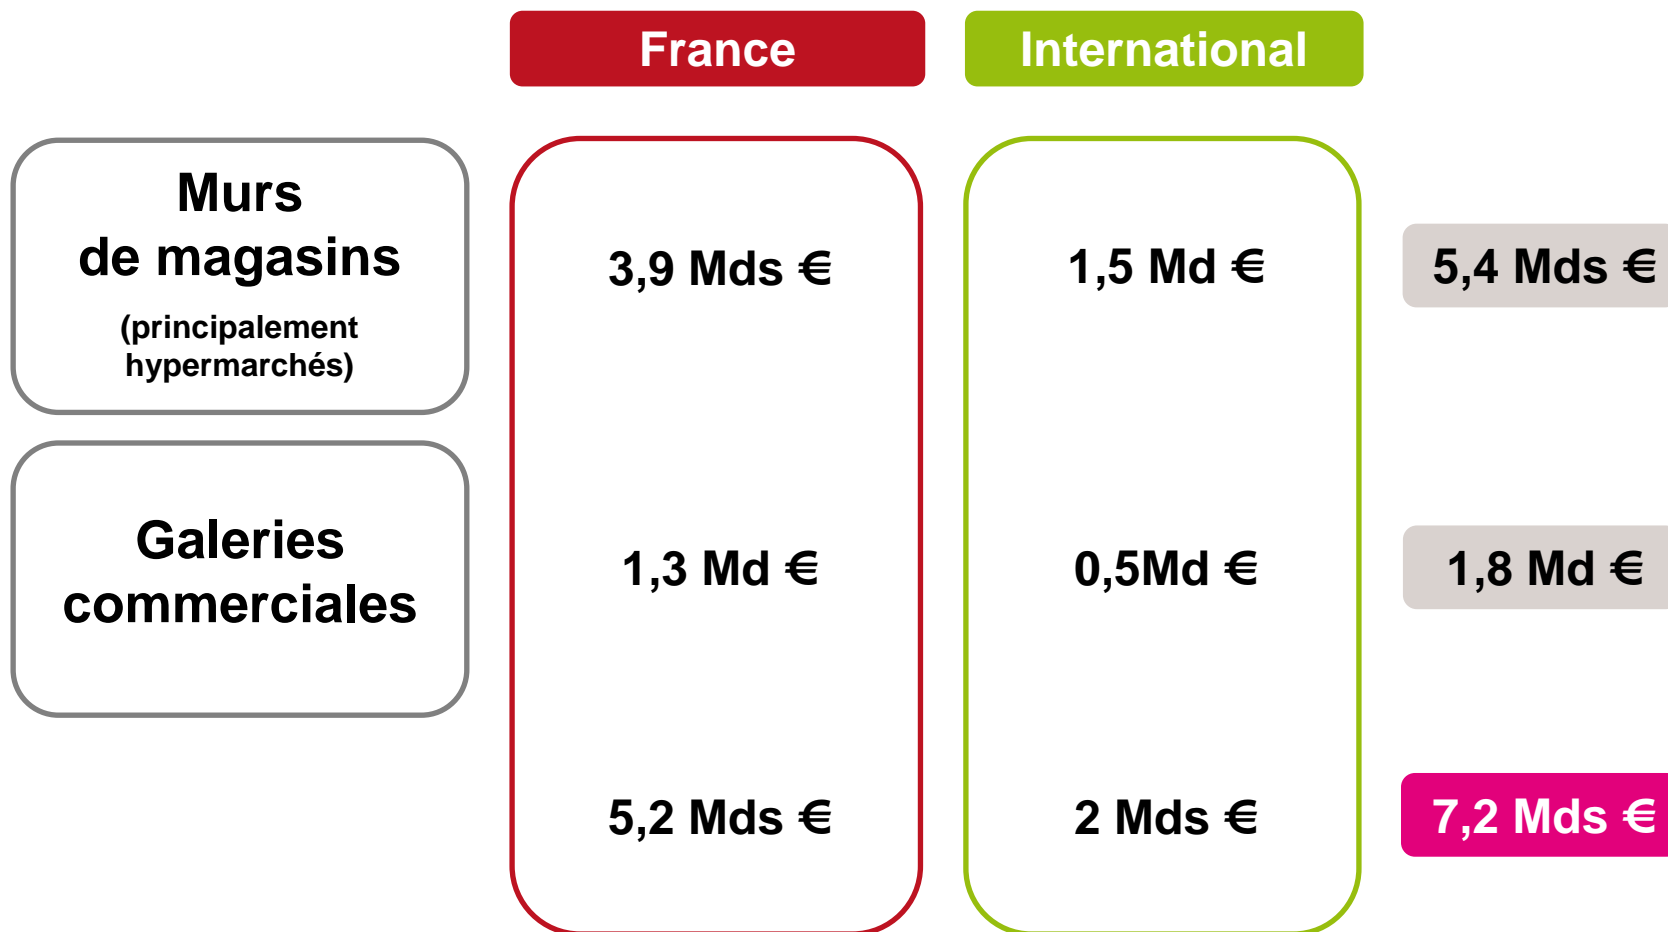 France
International
Murs
de magasins
(principalement
hypermarchés)
3,9 Mds €
1,5 Md €
5,4 Mds €
Galeries
commerciales
1,3 Md €
0,5Md €
1,8 Md €
5,2 Mds €
2 Mds €
7,2 Mds €